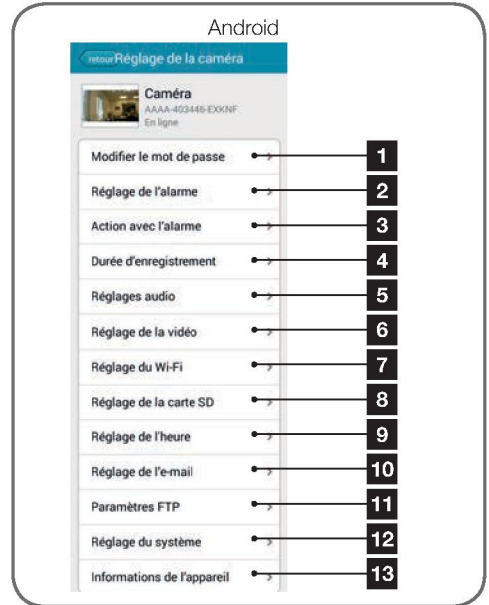 Android
retour Réglage de la caméra
Caméra
AAAA-403446-EXKNF
En ligne
Modifier le mot de passe 1
Réglage de l'alarme 2
Action avec l'alarme 3
Durée d'enregistrement 4
Réglages audio 5
Réglage de la vidéo 6
Réglage du Wi-Fi 7
Réglage de la carte SD 8
Réglage de l'heure 9
Réglage de l'e-mail 10
Paramètres FTP 11
Réglage du système 12
Informations de l'appareil 13